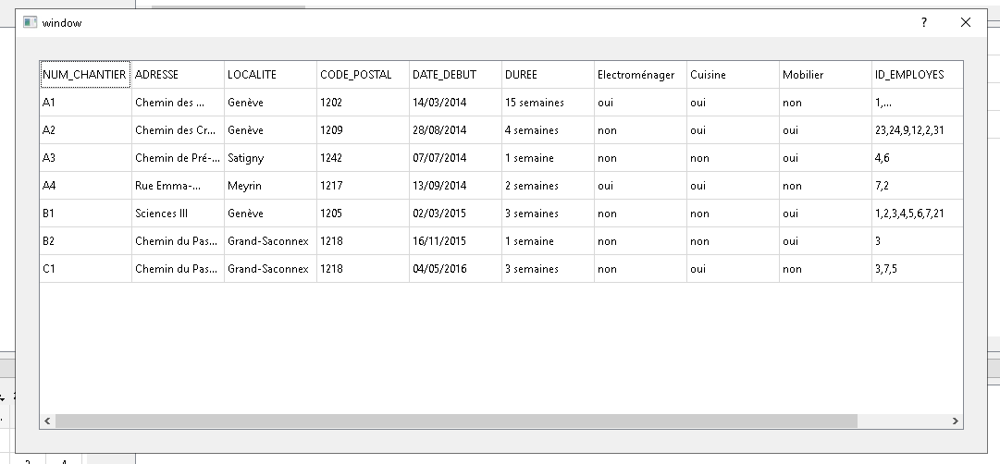 window ?
NUM_CHANTIER ADRESSE LOCALITE CODE_POSTAL DATE_DEBUT DUREE Electroménager Cuisine Mobilier ID_EMPLOYES
A1 Chemin des ... Genève 1202 14/03/2014 15 semaines oui oui non 1,...
A2 Chemin des Cr... Genève 1209 28/08/2014 4 semaines non oui oui 23,24,9,12,2,31
A3 Chemin de Pré-... Satigny 1242 07/07/2014 1 semaine non non oui 4,6
A4 Rue Emma-... Meyrin 1217 13/09/2014 2 semaines oui oui non 7,2
B1 Sciences III Genève 1205 02/03/2015 3 semaines non non oui 1,2,3,4,5,6,7,21
B2 Chemin du Pas... Grand-Saconnex 1218 16/11/2015 1 semaine non non oui 3
C1 Chemin du Pas... Grand-Saconnex 1218 04/05/2016 3 semaines non oui non 3,7,5